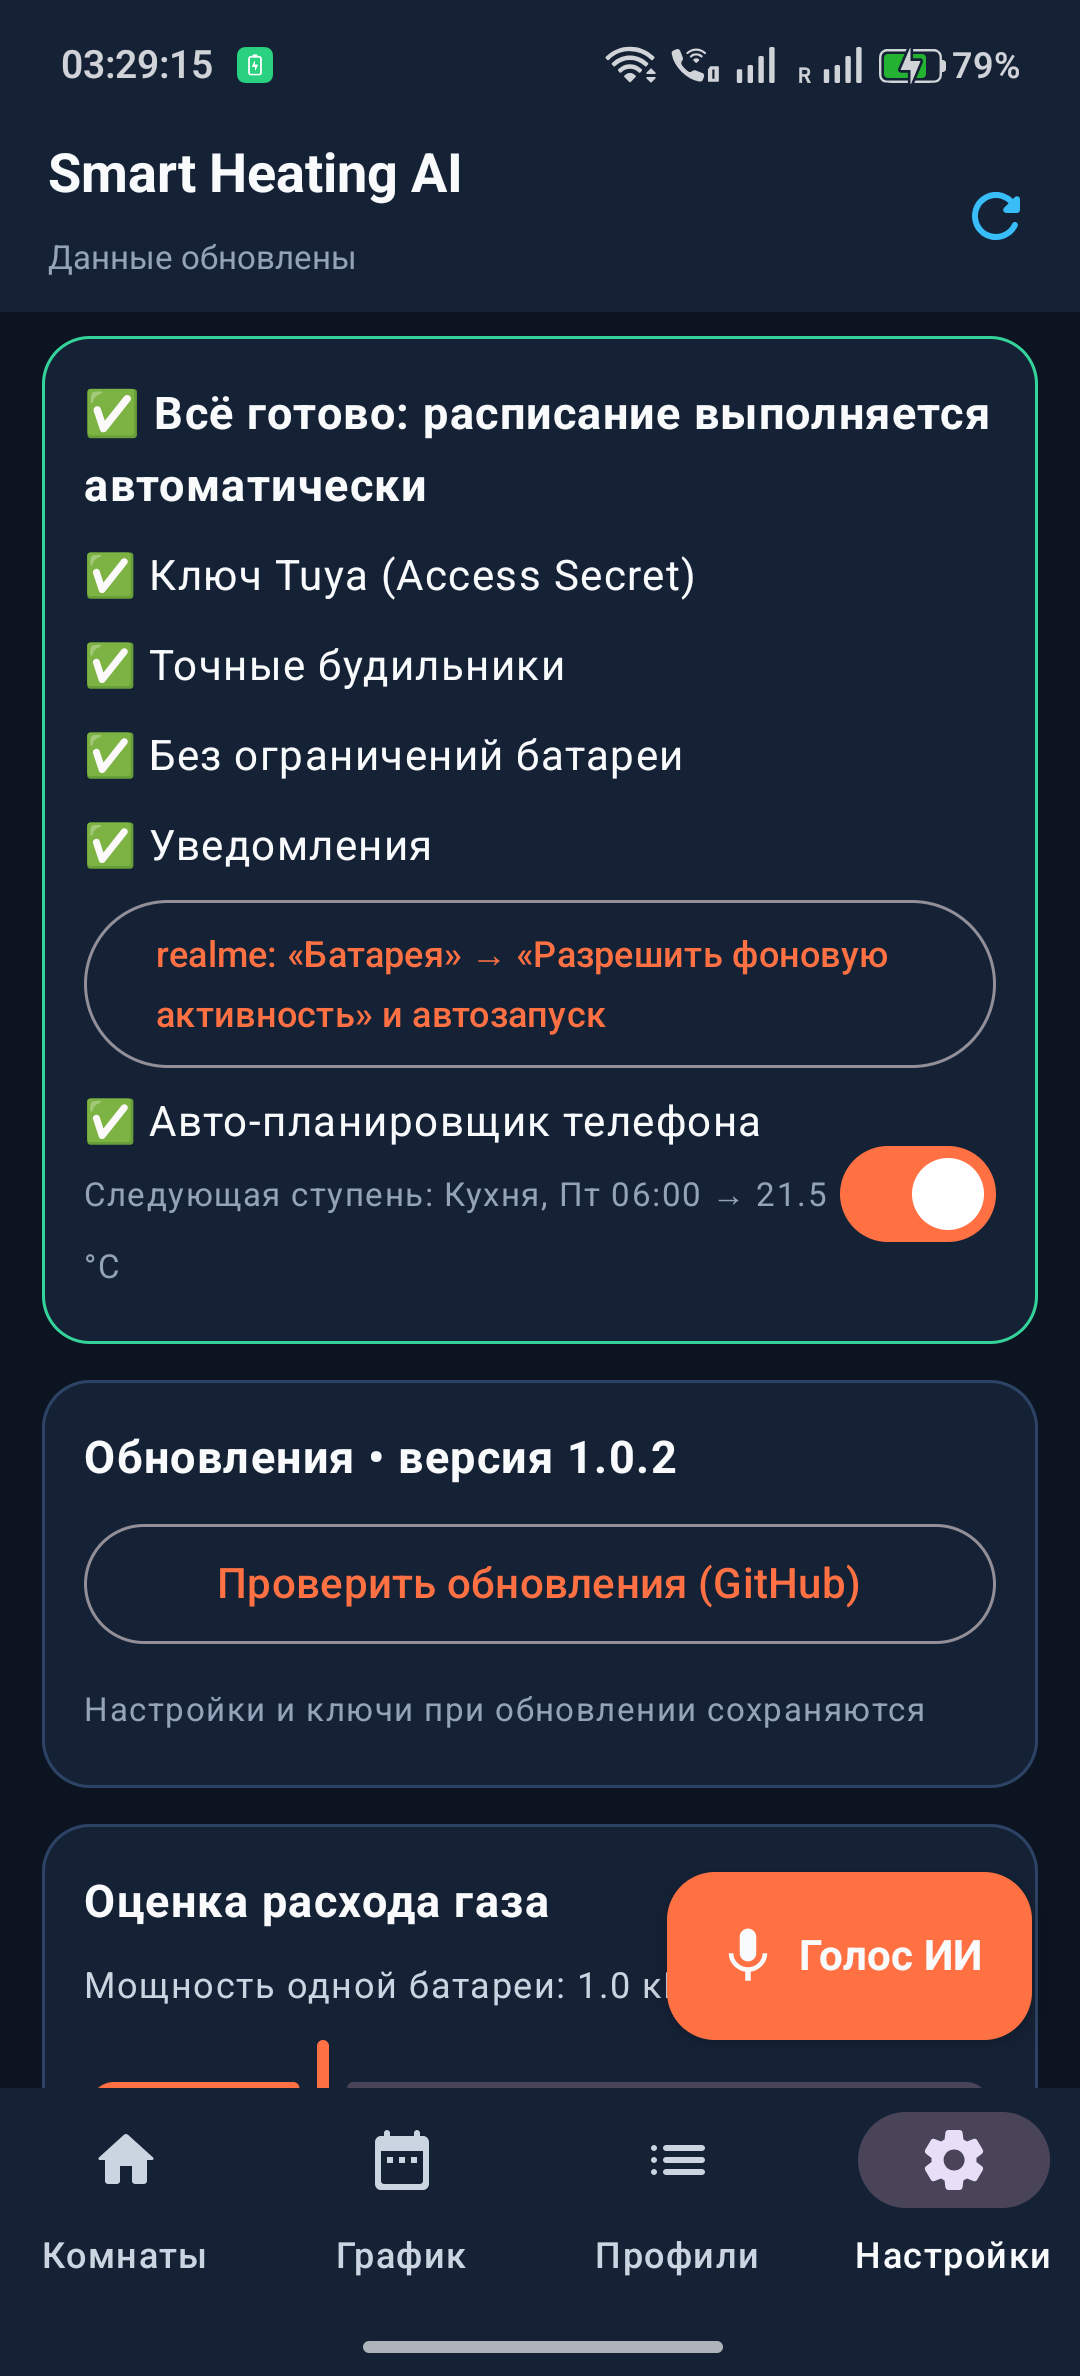 03:29:15
R
79%
Smart Heating AI
Данные обновлены
✅ Всё готово: расписание выполняется
автоматически
✅ Ключ Tuya (Access Secret)
✅ Точные будильники
✅ Без ограничений батареи
✅ Уведомления
realme: «Батарея» → «Разрешить фоновую
активность» и автозапуск
✅ Авто-планировщик телефона
Следующая ступень: Кухня, Пт 06:00 → 21.5
°C
Обновления • версия 1.0.2
Проверить обновления (GitHub)
Настройки и ключи при обновлении сохраняются
Оценка расхода газа
Мощность одной батареи: 1.0
Голос ИИ
Комнаты
График
Профили
Настройки